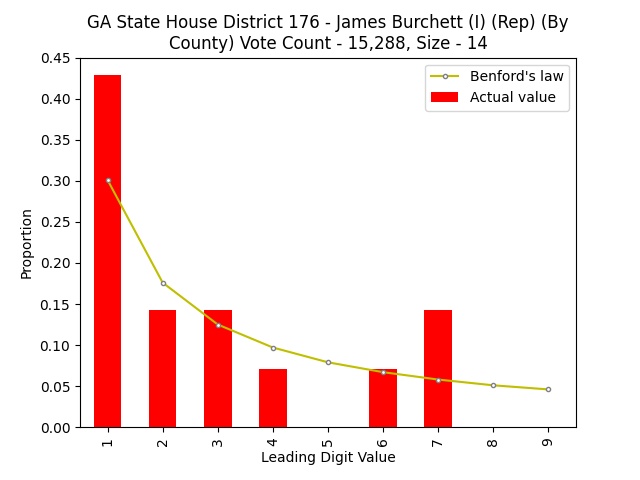 GA State House District 176 - James Burchett (I) (Rep) (By
County) Vote Count - 15,288, Size - 14
Benford's law
Actual value
0.45
0.40
0.35
0.30
0.25
0.20
0.15
0.10
0.05
0.00
Proportion
1 2 3 4 5 6 7 8 9
Leading Digit Value